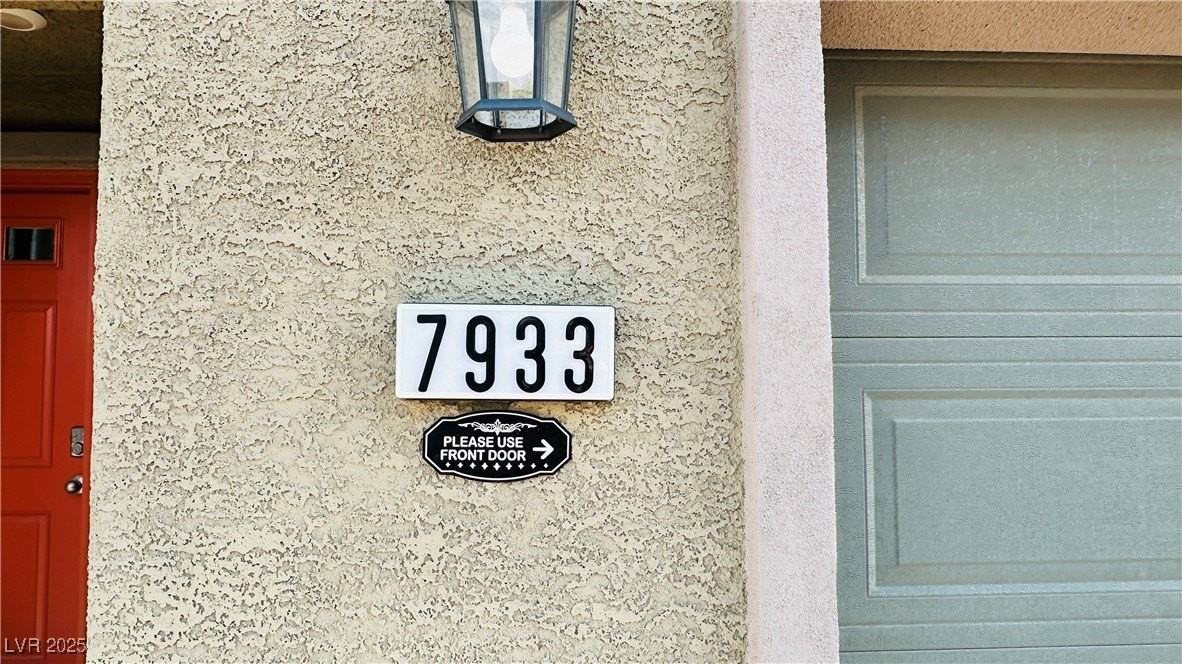 7933
PLEASE USE
FRONT DOOR →
LVR 2025